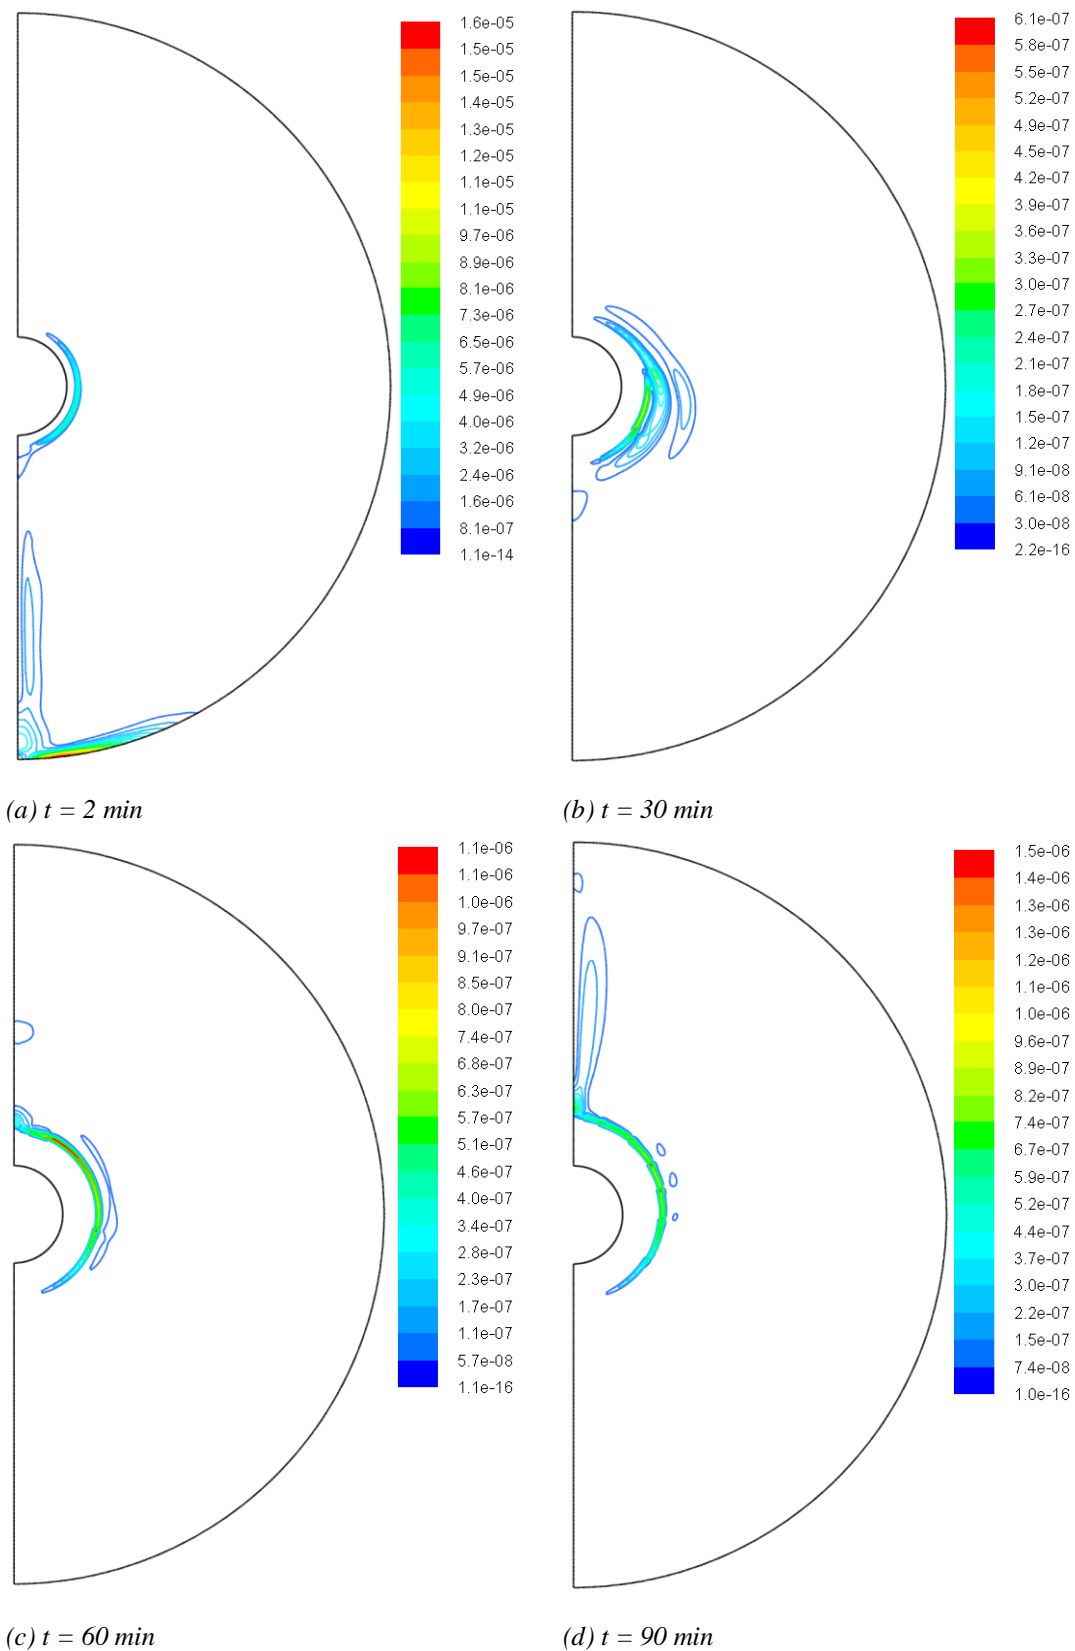 1.6e-05
1.5e-05
1.5e-05
1.4e-05
1.3e-05
1.2e-05
1.1e-05
1.1e-05
9.7e-06
8.9e-06
8.1e-06
7.3e-06
6.5e-06
5.7e-06
4.9e-06
4.0e-06
3.2e-06
2.4e-06
1.6e-06
8.1e-07
1.1e-14
(a) t = 2 min
6.1e-07
5.8e-07
5.5e-07
5.2e-07
4.9e-07
4.5e-07
4.2e-07
3.9e-07
3.6e-07
3.3e-07
3.0e-07
2.7e-07
2.4e-07
2.1e-07
1.8e-07
1.5e-07
1.2e-07
9.1e-08
6.1e-08
3.0e-08
2.2e-16
(b) t = 30 min
1.1e-06
1.1e-06
1.0e-06
9.7e-07
9.1e-07
8.5e-07
8.0e-07
7.4e-07
6.8e-07
6.3e-07
5.7e-07
5.1e-07
4.6e-07
4.0e-07
3.4e-07
2.8e-07
2.3e-07
1.7e-07
1.1e-07
5.7e-08
1.1e-16
(c) t = 60 min
1.5e-06
1.4e-06
1.3e-06
1.3e-06
1.2e-06
1.1e-06
1.0e-06
9.6e-07
8.9e-07
8.2e-07
7.4e-07
6.7e-07
5.9e-07
5.2e-07
4.4e-07
3.7e-07
3.0e-07
2.2e-07
1.5e-07
7.4e-08
1.0e-16
(d) t = 90 min